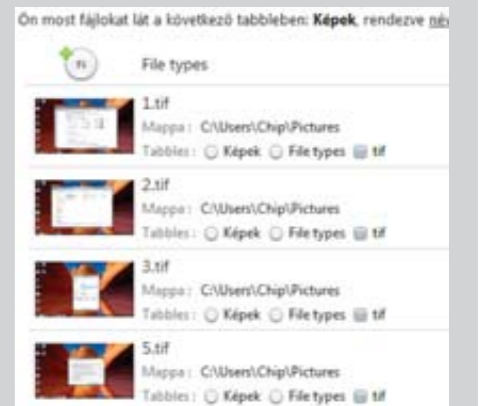 Ön most fájlokat lát a következő tabbleben: Képek, rendezve
File types
1.tif
Mappa: C:\Users\Chip\Pictures
Tabbles: Képek File types tif
2.tif
Mappa: C:\Users\Chip\Pictures
Tabbles: Képek File types tif
3.tif
Mappa: C:\Users\Chip\Pictures
Tabbles: Képek File types tif
5.tif
Mappa: C:\Users\Chip\Pictures
Tabbles: Képek File types tif